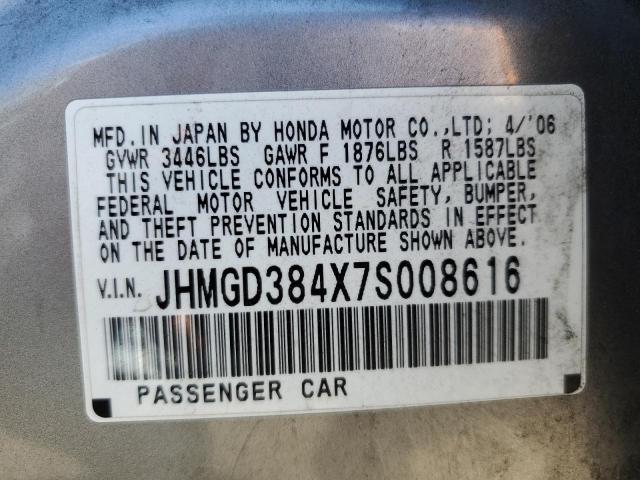 MFD. IN JAPAN BY HONDA MOTOR CO.,LTD; 4/'06
GVWR 3446LBS GAWR F 1876LBS R 1587LBS
THIS VEHICLE CONFORMS TO ALL APPLICABLE
FEDERAL MOTOR VEHICLE SAFETY, BUMPER,
AND THEFT PREVENTION STANDARDS IN EFFECT
ON THE DATE OF MANUFACTURE SHOWN ABOVE.
V.I.N. JHMGD384X7S008616
PASSENGER CAR